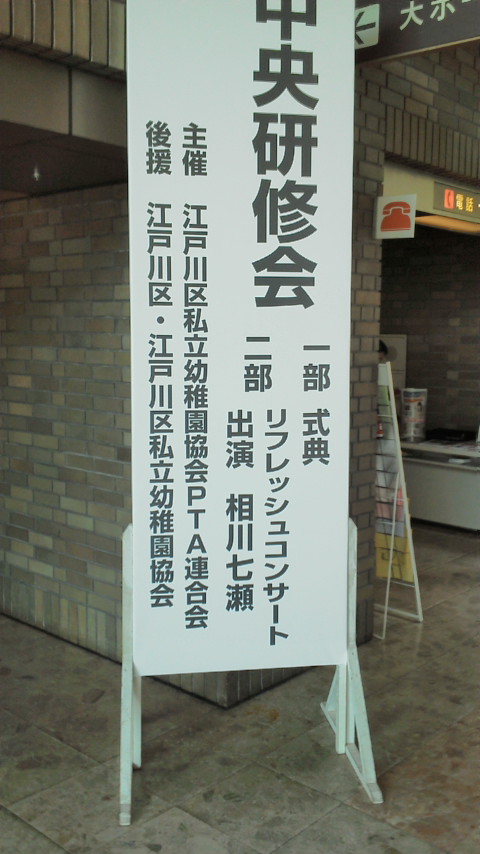 中央研修会
一部 式典
二部 リフレッシュコンサート
出演 相川七瀬
主催 江戸川区私立幼稚園協会PTA連合会
後援 江戸川区・江戸川区私立幼稚園協会
大ホー
電話